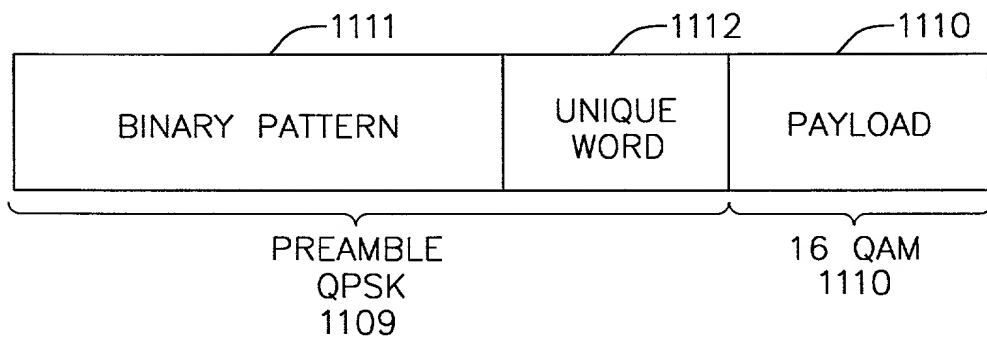 1111
1112
1110
BINARY PATTERN
UNIQUE
WORD
PAYLOAD
PREAMBLE
QPSK
1109
16 QAM
1110